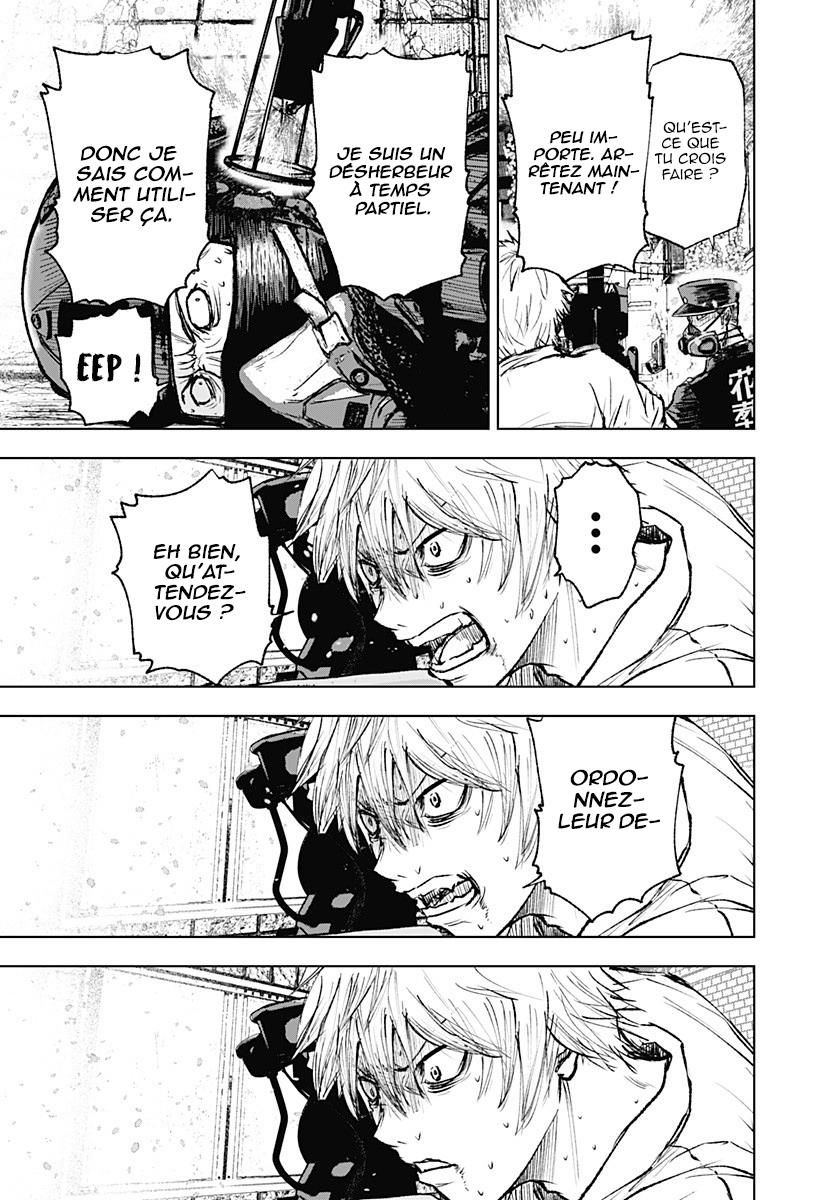 QU'EST-
CE QUE
TU CROIS
FAIRE ?
PEU IM-
PORTE. AR-
RÊTEZ MAIN-
TENANT !
花
JE SUIS UN
DÉSHERBEUR
À TEMPS
PARTIEL.
DONC JE
SAIS COM-
MENT UTILI-
SER ÇA.
EEP !
...
EH BIEN,
QU'AT-
TENDEZ-
VOUS ?
ORDO-
NNEZ-
LEUR DE-